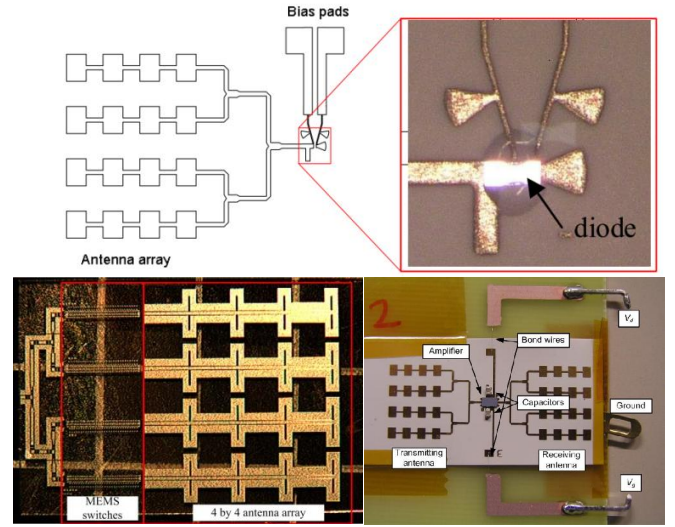 Bias pads
Antenna array
diode
MEMS
switches
4 by 4 antenna array
2
Amplifier
Bond wires
Capacitors
Transmitting
antenna
Receiving
antenna
Ground
Vd
Vg
E